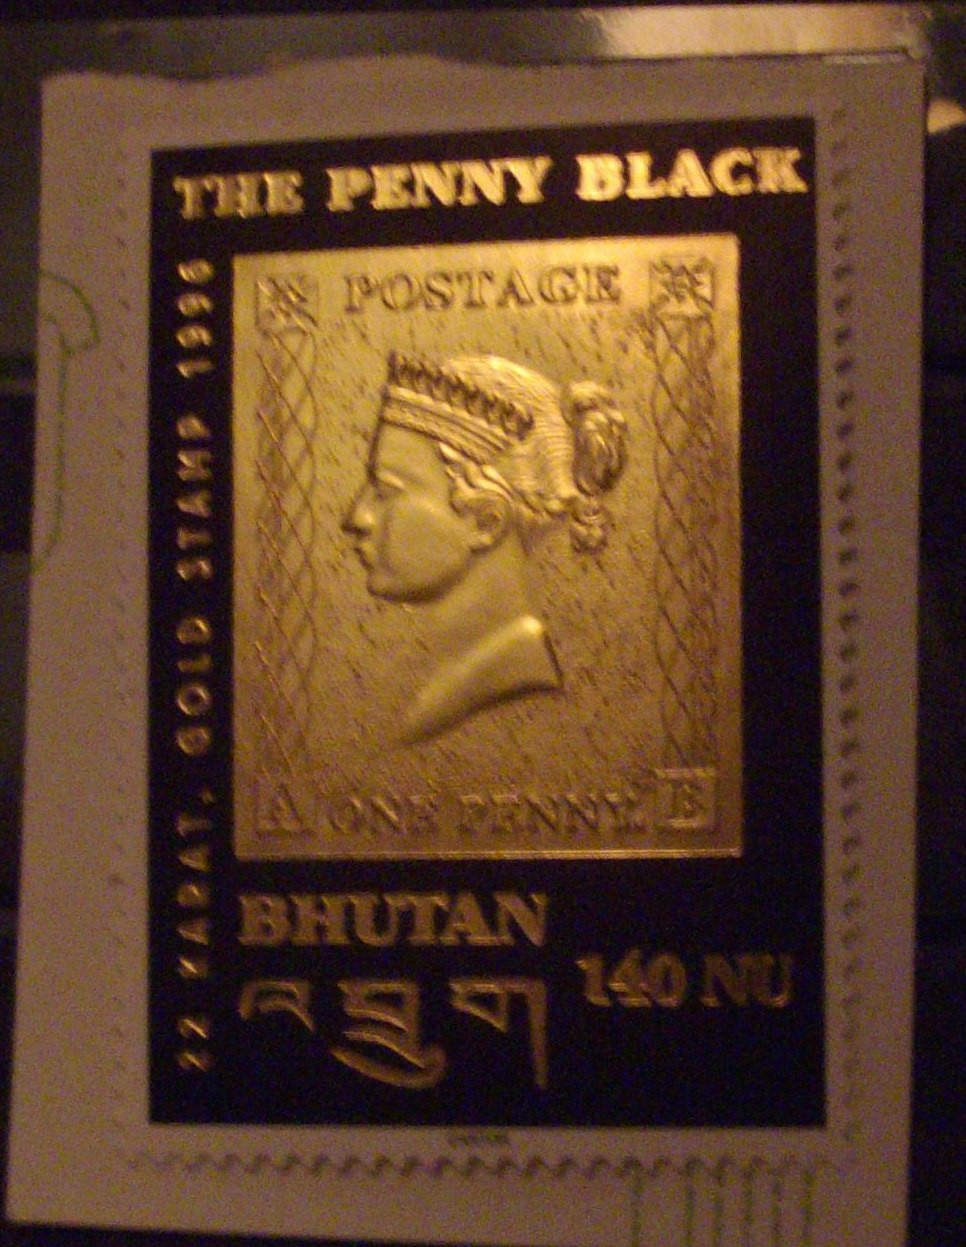 THE PENNY BLACK
22 KARAT. GOLD STAMP 1996
POSTAGE
A ONE PENNY. E
BHUTAN
140 NU
འབྲུག